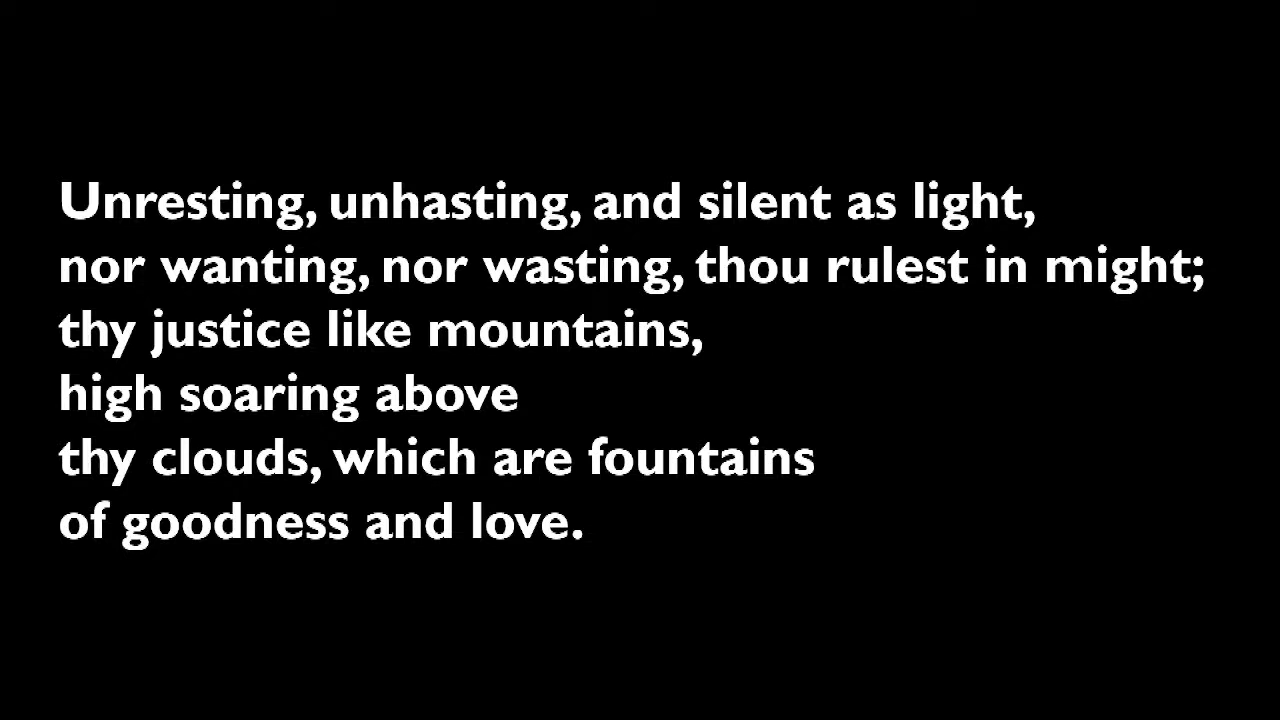 Unresting, unhasting, and silent as light,
nor wanting, nor wasting, thou rulest in might;
thy justice like mountains,
high soaring above
thy clouds, which are fountains
of goodness and love.